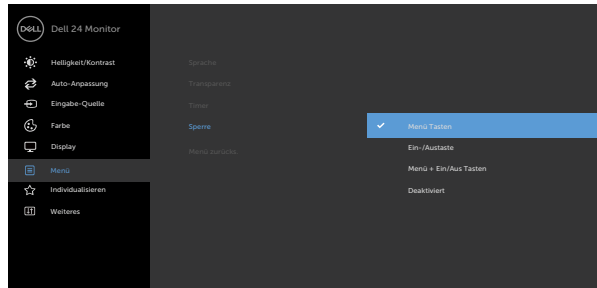 DELL
Dell 24 Monitor
Helligkeit/Kontrast
Auto-Anpassung
Eingabe-Quelle
Farbe
Display
Menü
Individualisieren
Weiteres
Sprache
Transparenz
Timer
Sperre
Menü zurücks.
Menü Tasten
Ein-/Austaste
Menü + Ein/Aus Tasten
Deaktiviert